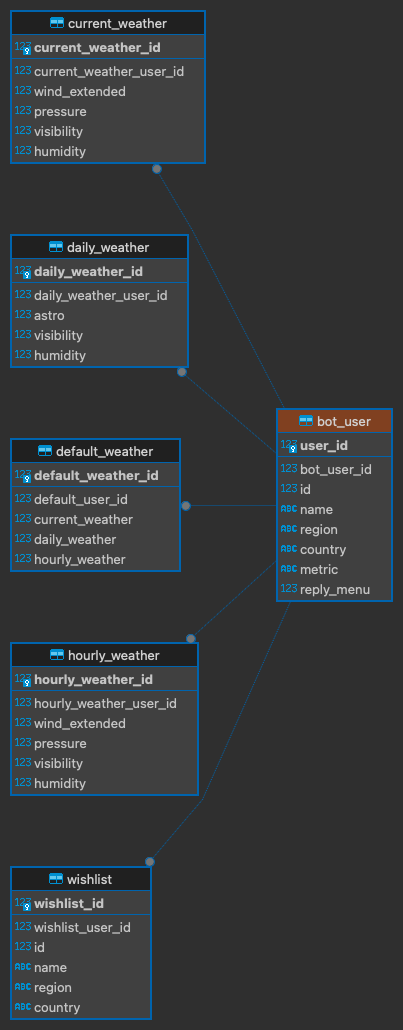 current_weather
123 current_weather_id
123 current_weather_user_id
123 wind_extended
123 pressure
123 visibility
123 humidity
daily_weather
123 daily_weather_id
123 daily_weather_user_id
123 astro
123 visibility
123 humidity
default_weather
123 default_weather_id
123 default_user_id
123 current_weather
123 daily_weather
123 hourly_weather
bot_user
123 user_id
123 bot_user_id
123 id
ABC name
ABC region
ABC country
ABC metric
123 reply_menu
hourly_weather
123 hourly_weather_id
123 hourly_weather_user_id
123 wind_extended
123 pressure
123 visibility
123 humidity
wishlist
123 wishlist_id
123 wishlist_user_id
123 id
ABC name
ABC region
ABC country